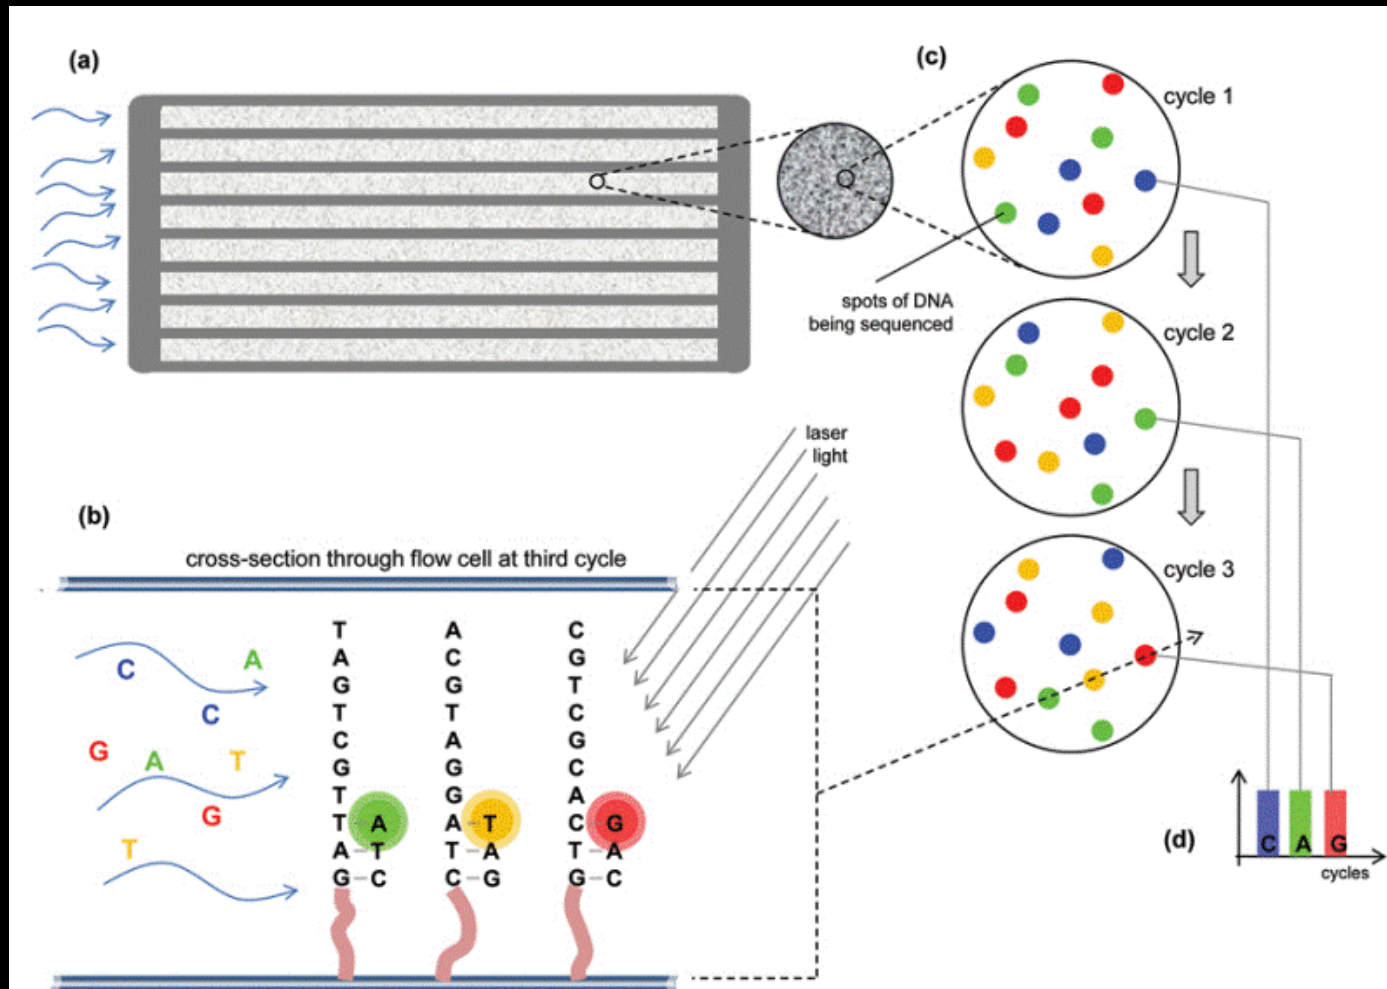 (a)
(c)
cycle 1
spots of DNA
being sequenced
cycle 2
laser
light
(b)
cross-section through flow cell at third cycle
cycle 3
T A C
A C G
G G T
T T C
C A G
G G C
T G A
T A A T C G
A T T A T A
G C C G G C
C A
C
G A T
G
T
(d)
C A G
cycles